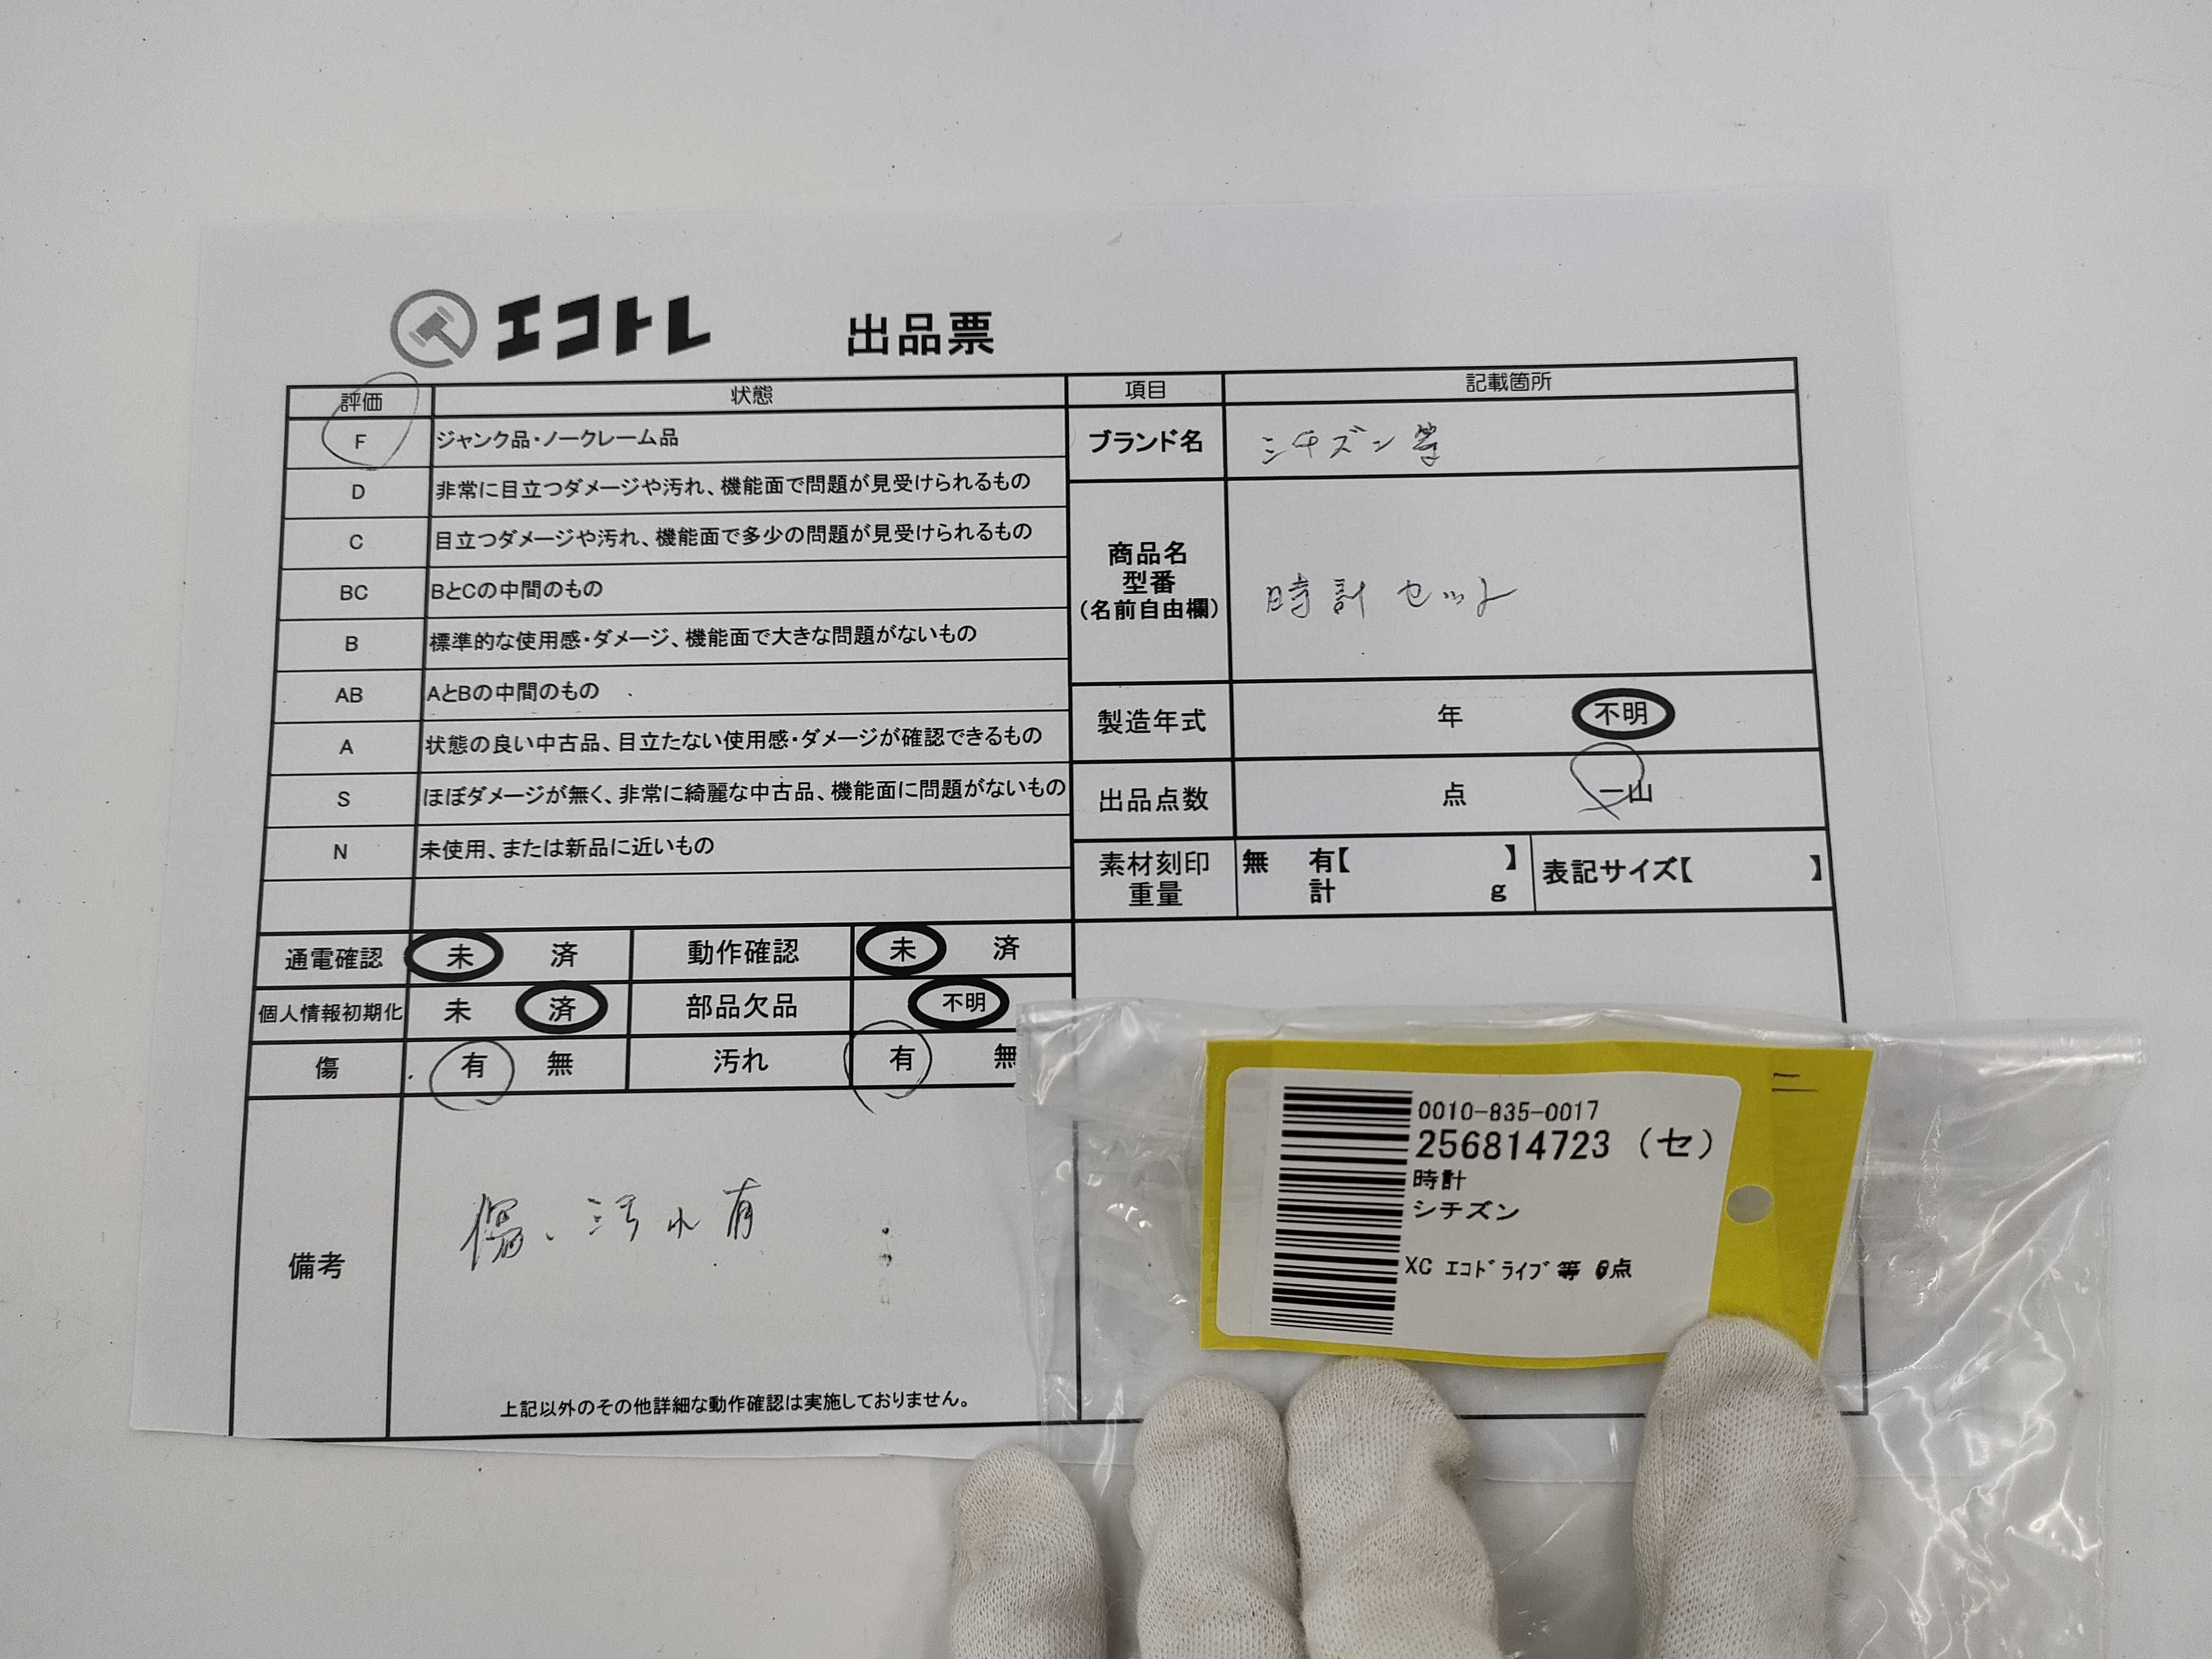 エコトレ 出品票
評価 状態 項目 記載箇所
F ジャンク品・ノークレーム品
D 非常に目立つダメージや汚れ、機能面で問題が見受けられるもの
C 目立つダメージや汚れ、機能面で多少の問題が見受けられるもの
BC BとCの中間のもの
B 標準的な使用感・ダメージ、機能面で大きな問題がないもの
AB AとBの中間のもの
A 状態の良い中古品、目立たない使用感・ダメージが確認できるもの
S ほぼダメージが無く、非常に綺麗な中古品、機能面に問題がないもの
N 未使用、または新品に近いもの
ブランド名 シチズン等
商品名
型番
(名前自由欄)
時計セット
製造年式 年 不明
出品点数 点 一山
素材刻印
重量
無 有【 】
計 g
表記サイズ【 】
通電確認 未 済 動作確認 未 済
個人情報初期化 未 済 部品欠品 不明
傷 有 無 汚れ 有 無
備考
傷、汚れ有
上記以外のその他詳細な動作確認は実施しておりません。
0010-835-0017
256814723 (セ)
時計
シチズン
XC エコドライブ等 点